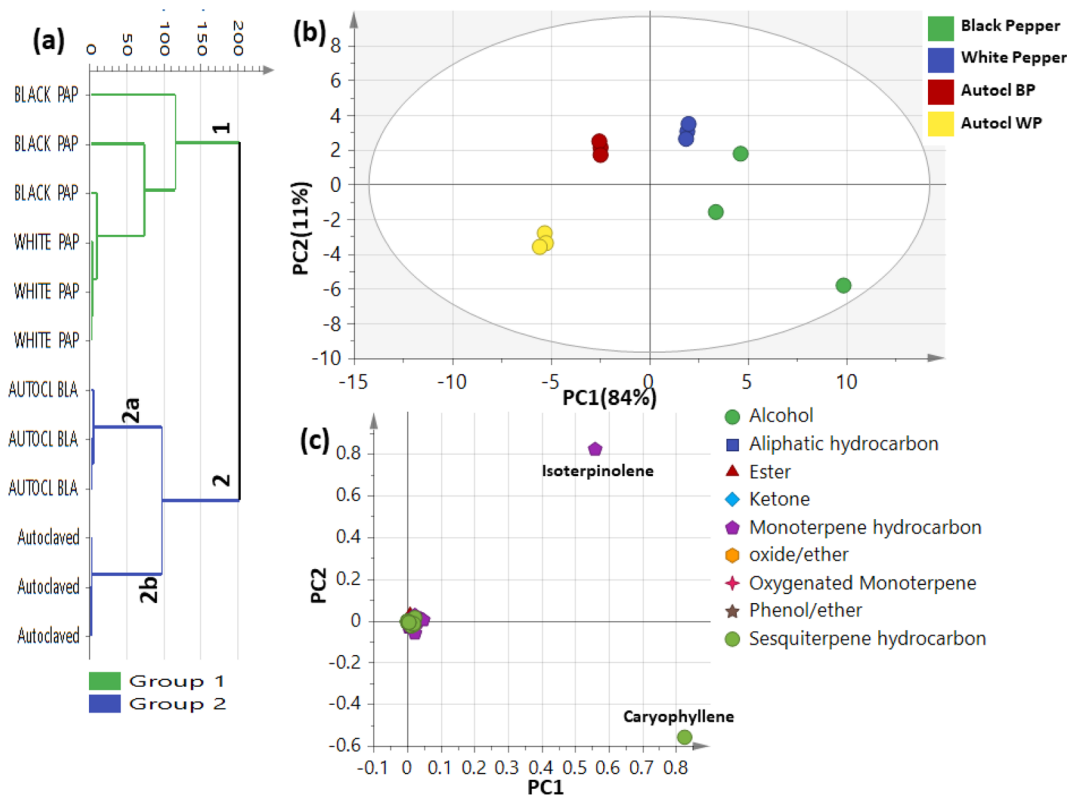 (a)
0
50
100
150
200
BLACK PAP
BLACK PAP
BLACK PAP
WHITE PAP
WHITE PAP
WHITE PAP
AUTOCL BLA
AUTOCL BLA
AUTOCL BLA
Autoclaved
Autoclaved
Autoclaved
1
2a
2
2b
Group 1
Group 2
(b)
8
6
4
2
0
-2
-4
-6
-8
-10
PC2(11%)
-15
-10
-5
0
5
10
PC1(84%)
Black Pepper
White Pepper
Autocl BP
Autocl WP
(c)
0.8
0.6
0.4
0.2
0
-0.2
-0.4
-0.6
PC2
Isoterpinolene
Caryophyllene
-0.1
0
0.1
0.2
0.3
0.4
0.5
0.6
0.7
0.8
PC1
Alcohol
Aliphatic hydrocarbon
Ester
Ketone
Monoterpene hydrocarbon
oxide/ether
Oxygenated Monoterpene
Phenol/ether
Sesquiterpene hydrocarbon